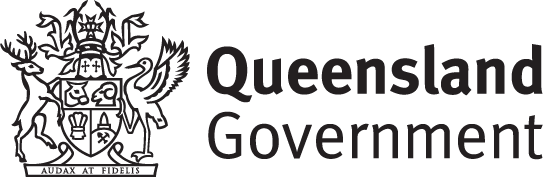 Queensland
Government
AUDAX AT FIDELIS